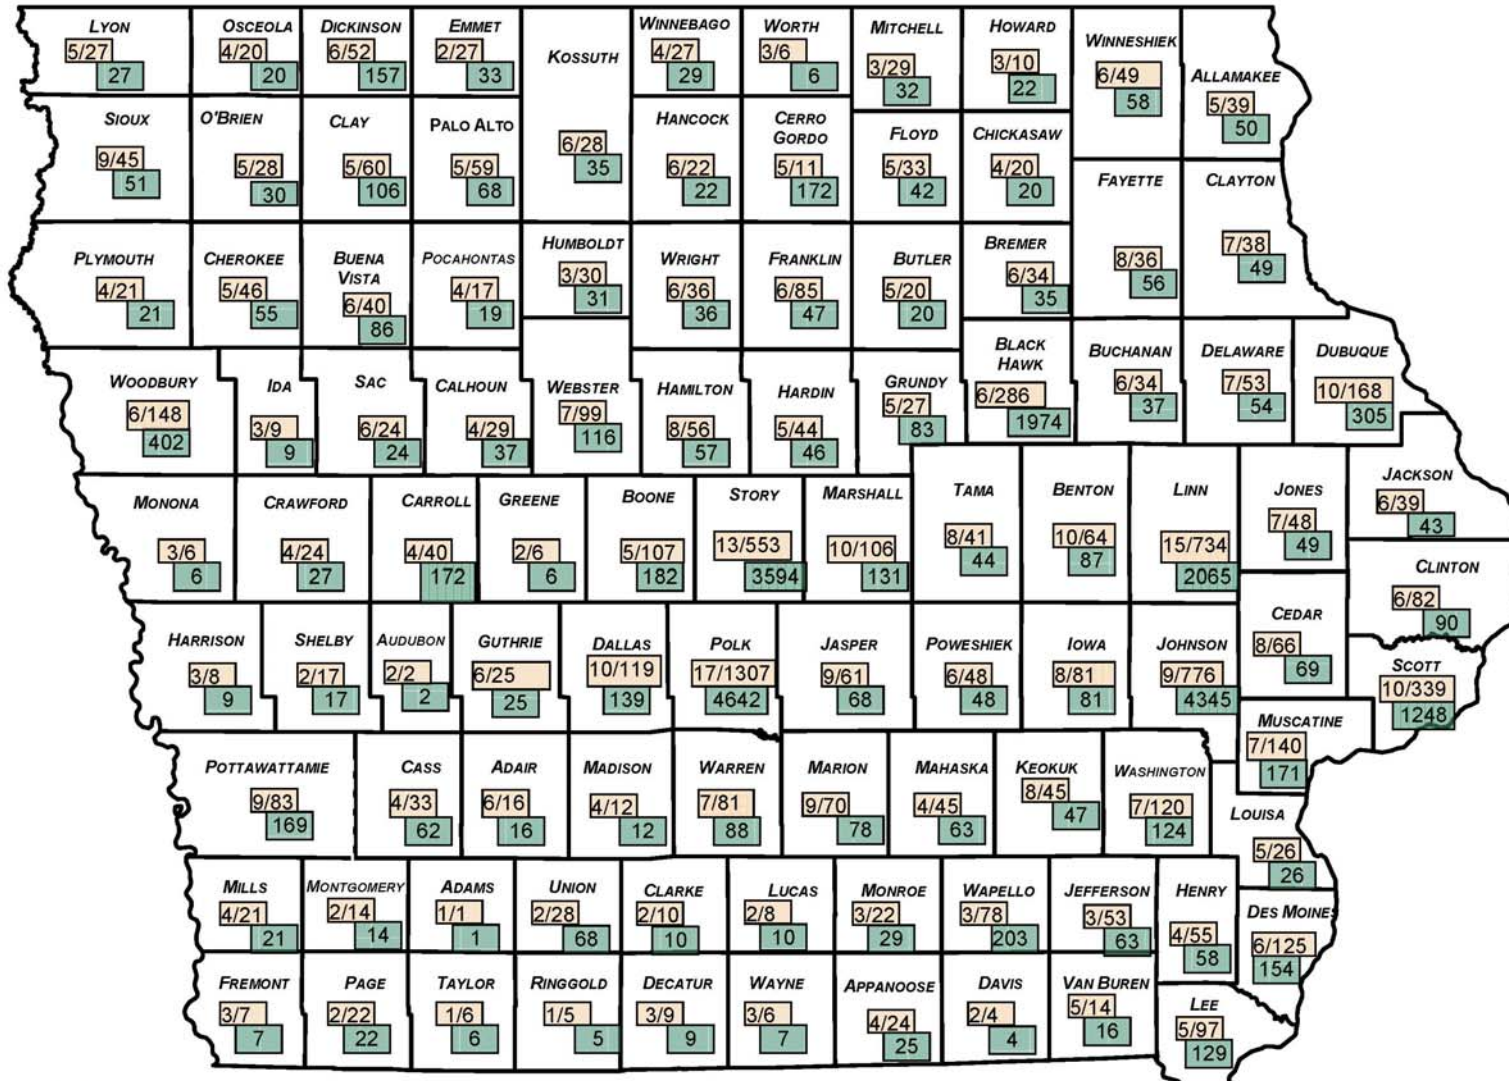 LYON
5/27
27
OSCEOLA
4/20
20
DICKINSON
6/52
157
EMMET
2/27
33
KOSSUTH
6/28
35
WINNEBAGO
4/27
29
WORTH
3/6
6
MITCHELL
3/29
32
HOWARD
3/10
22
WINNESHIEK
6/49
58
ALLAMAKEE
5/39
50
SIOUX
9/45
51
O'BRIEN
5/28
30
CLAY
5/60
106
PALO ALTO
5/59
68
HANCOCK
6/22
22
CERRO
GORDO
5/11
172
FLOYD
5/33
42
CHICKASAW
4/20
20
FAYETTE
8/36
56
CLAYTON
7/38
49
PLYMOUTH
4/21
21
CHEROKEE
5/46
55
BUENA
VISTA
6/40
86
POCAHONTAS
4/17
19
HUMBOLDT
3/30
31
WRIGHT
6/36
36
FRANKLIN
6/85
47
BUTLER
5/20
20
BREMER
6/34
35
WOODBURY
6/148
402
IDA
3/9
9
SAC
6/24
24
CALHOUN
4/29
37
WEBSTER
7/99
116
HAMILTON
8/56
57
HARDIN
5/44
46
GRUNDY
5/27
83
BLACK
HAWK
6/286
1974
BUCHANAN
6/34
37
DELAWARE
7/53
54
DUBUQUE
10/168
305
MONONA
3/6
6
CRAWFORD
4/24
27
CARROLL
4/40
172
GREENE
2/6
6
BOONE
5/107
182
STORY
13/553
3594
MARSHALL
10/106
131
TAMA
8/41
44
BENTON
10/64
87
LINN
15/734
2065
JONES
7/48
49
JACKSON
6/39
43
CLINTON
6/82
90
HARRISON
3/8
9
SHELBY
2/17
17
AUDUBON
2/2
2
GUTHRIE
6/25
25
DALLAS
10/119
139
POLK
17/1307
4642
JASPER
9/61
68
POWESHIEK
6/48
48
IOWA
8/81
81
JOHNSON
9/776
4345
CEDAR
8/66
69
SCOTT
10/339
1248
MUSCATINE
7/140
171
POTTAWATTAMIE
9/83
169
CASS
4/33
62
ADAIR
6/16
16
MADISON
4/12
12
WARREN
7/81
88
MARION
9/70
78
MAHASKA
4/45
63
KEOKUK
8/45
47
WASHINGTON
7/120
124
LOUISA
5/26
26
MILLS
4/21
21
MONTGOMERY
2/14
14
ADAMS
1/1
1
UNION
2/28
68
CLARKE
2/10
10
LUCAS
2/8
10
MONROE
3/22
29
WAPELLO
3/78
203
JEFFERSON
3/53
63
HENRY
4/55
58
DES MOINES
6/125
154
FREMONT
3/7
7
PAGE
2/22
22
TAYLOR
1/6
6
RINGGOLD
1/5
5
DECATUR
3/9
9
WAYNE
3/6
7
APPANOOSE
4/24
25
DAVIS
2/4
4
VAN BUREN
5/14
16
LEE
5/97
129